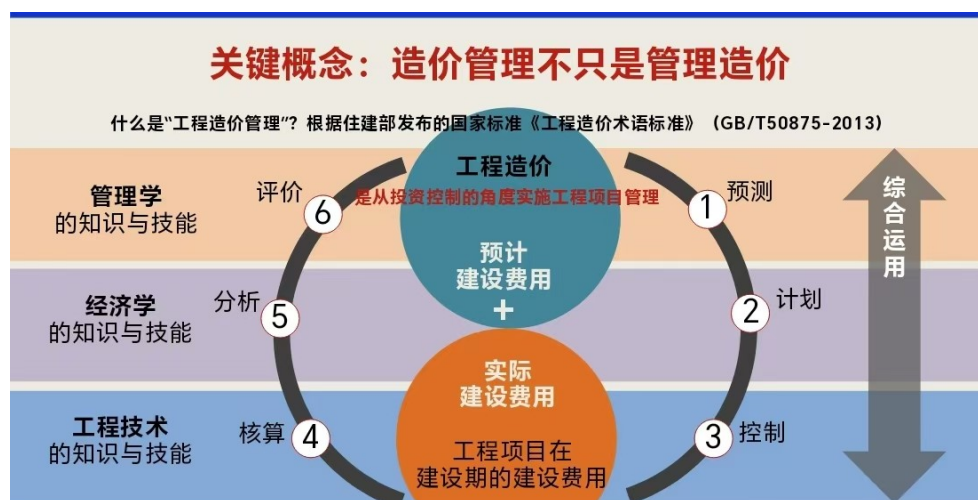 关键概念：造价管理不只是管理造价
什么是“工程造价管理”？根据住建部发布的国家标准《工程造价术语标准》（GB/T50875-2013）
管理学
的知识与技能
经济学
的知识与技能
工程技术
的知识与技能
评价
6
分析
5
核算
4
工程造价
是从投资控制的角度实施工程项目管理
预计
建设费用
+
实际
建设费用
工程项目在
建设期的建设费用
1
预测
2
计划
3
控制
综合运用